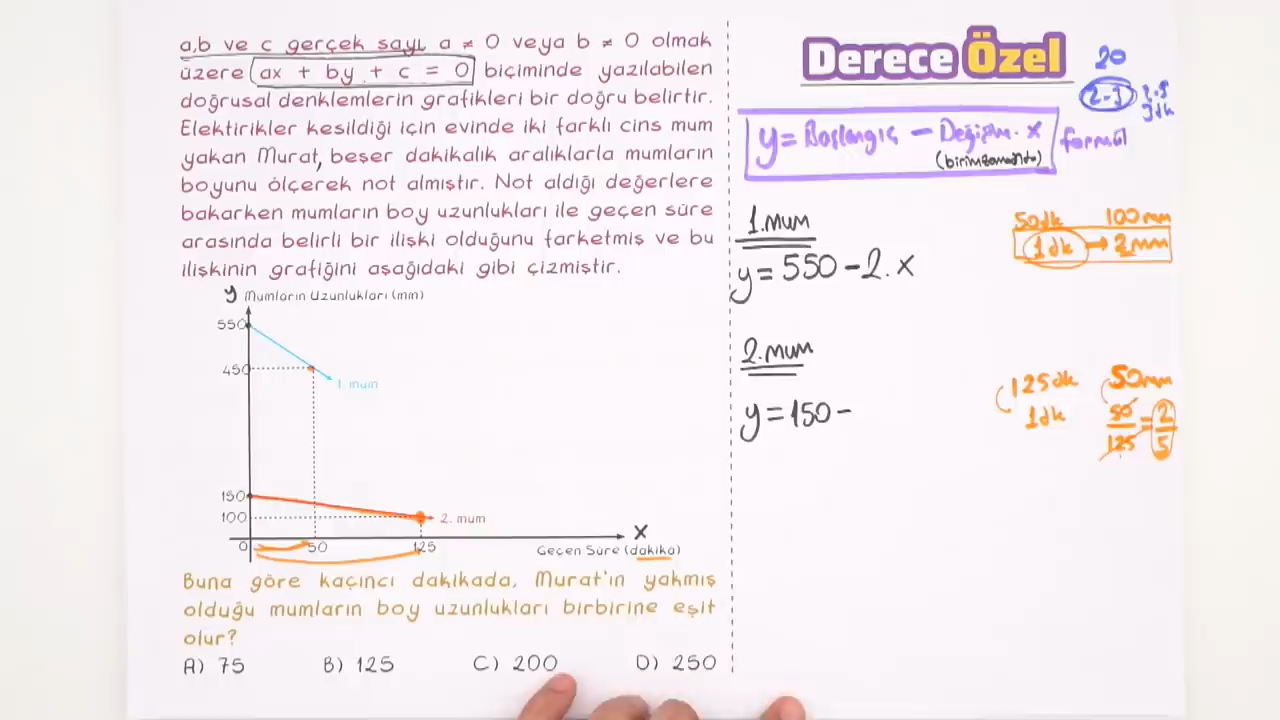 a,b ve c gerçek sayı a ≠ 0 veya b ≠ 0 olmak
üzere ax + by + c = 0 biçiminde yazılabilen
doğrusal denklemlerin grafikleri bir doğru belirtir.
Elektirikler kesildiği için evinde iki farklı cins mum
yakan Murat, beşer dakikalık aralıklarla mumların
boyunu ölçerek not almıştır. Not aldığı değerlere
bakarken mumların boy uzunlukları ile geçen süre
arasında belirli bir ilişki olduğunu farketmiş ve bu
ilişkinin grafiğini aşağıdaki gibi çizmiştir.
y Mumların Uzunlukları (mm)
550
450
1. mum
150
100
2. mum
0 50 125
x
Geçen Süre (dakika)
Buna göre kaçıncı dakikada, Murat'ın yakmış
olduğu mumların boy uzunlukları birbirine eşit
olur?
A) 75 B) 125 C) 200 D) 250
Derece Özel
20
y = Başlangıç - Değişim . x formül
(birim zamanda)
1. mum
y = 550 - 2. x
50dk 100mm
1dk → 2mm
2. mum
y = 150 -
125dk 50mm
1dk 50/125 = 2/5